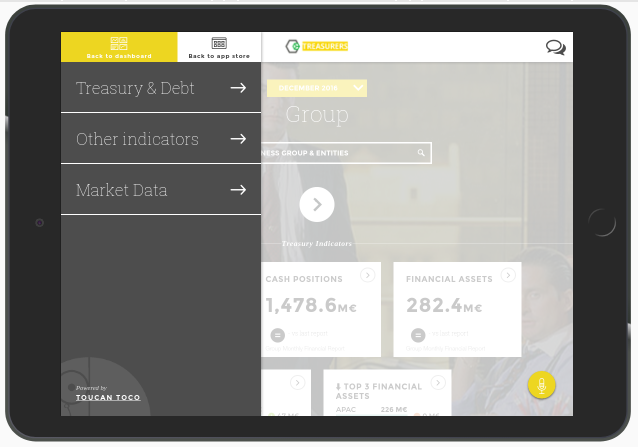 Back to dashboard
Back to app store
TREASURERS
Treasury & Debt
Other indicators
Market Data
DECEMBER 2016
Group
NESS GROUP & ENTITIES
Treasury Indicators
CASH POSITIONS
1,478.6M€
FINANCIAL ASSETS
282.4M€
TOP 3 FINANCIAL
ASSETS
APAC 226 M€
Powered by
TOUCAN TOCO